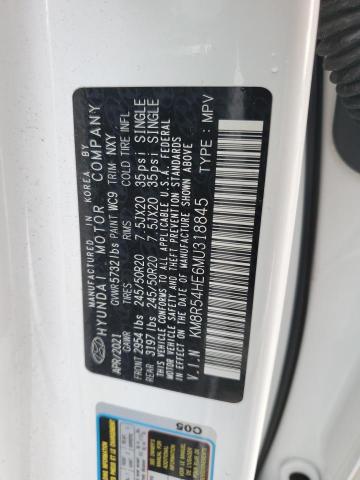 MANUFACTURED IN KOREA BY
HYUNDAI MOTOR COMPANY
APR/2021 GVWR 5732 lbs PAINT WC9 TRIM NXY
GAWR TIRES RIMS COLD TIRE INFL
FRONT 2954 lbs 245/50R20 7.5JX20 35psi SINGLE
REAR 3197 lbs 245/50R20 7.5JX20 35psi SINGLE
THIS VEHICLE CONFORMS TO ALL APPLICABLE U.S.A. FEDERAL
MOTOR VEHICLE SAFETY AND THEFT PREVENTION STANDARDS
IN EFFECT ON THE DATE OF MANUFACTURE SHOWN ABOVE.
V.I.N : KM8R54HE6MU318845 TYPE: MPV
C05